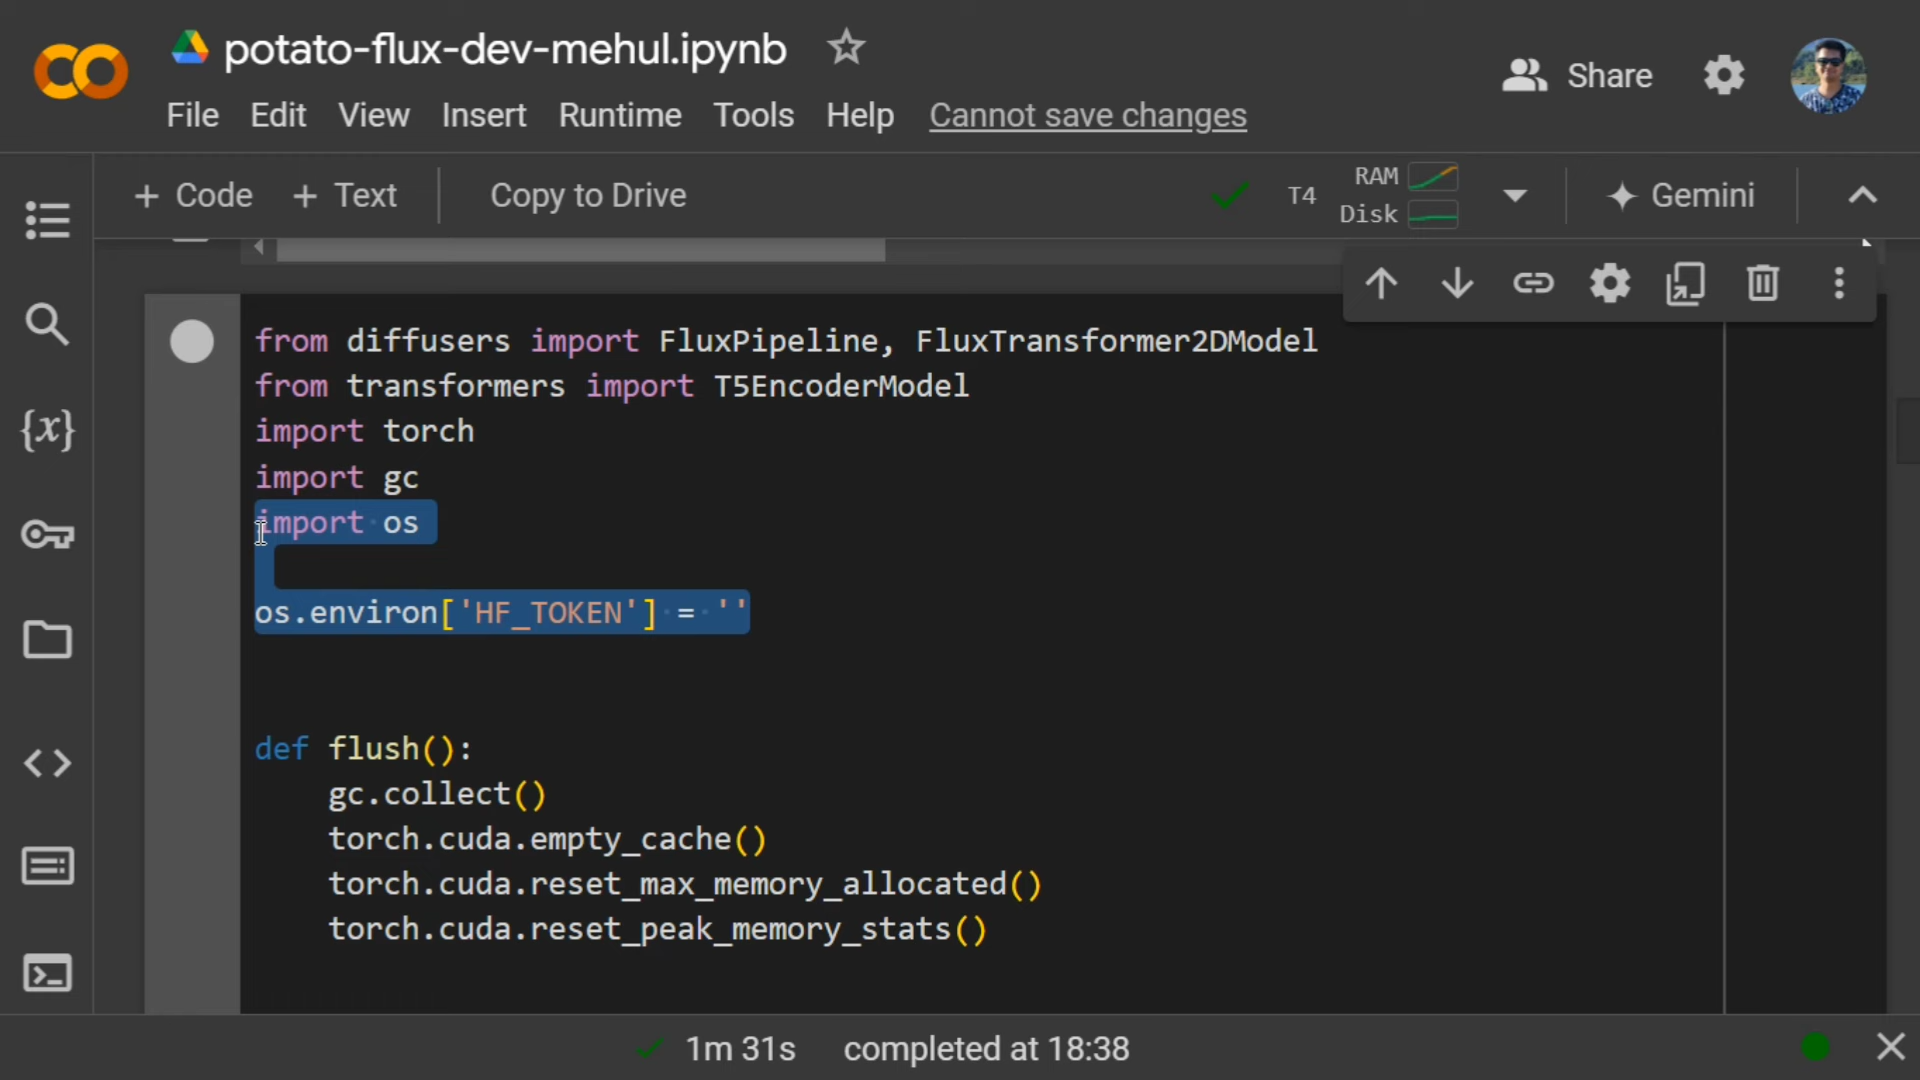 potato-flux-dev-mehul.ipynb
Share
File Edit View Insert Runtime Tools Help Cannot save changes
+ Code + Text Copy to Drive T4 RAM Disk Gemini
{x}
from diffusers import FluxPipeline, FluxTransformer2DModel
from transformers import T5EncoderModel
import torch
import gc
import os
os.environ['HF_TOKEN'] = ''
def flush():
gc.collect()
torch.cuda.empty_cache()
torch.cuda.reset_max_memory_allocated()
torch.cuda.reset_peak_memory_stats()
1m 31s completed at 18:38